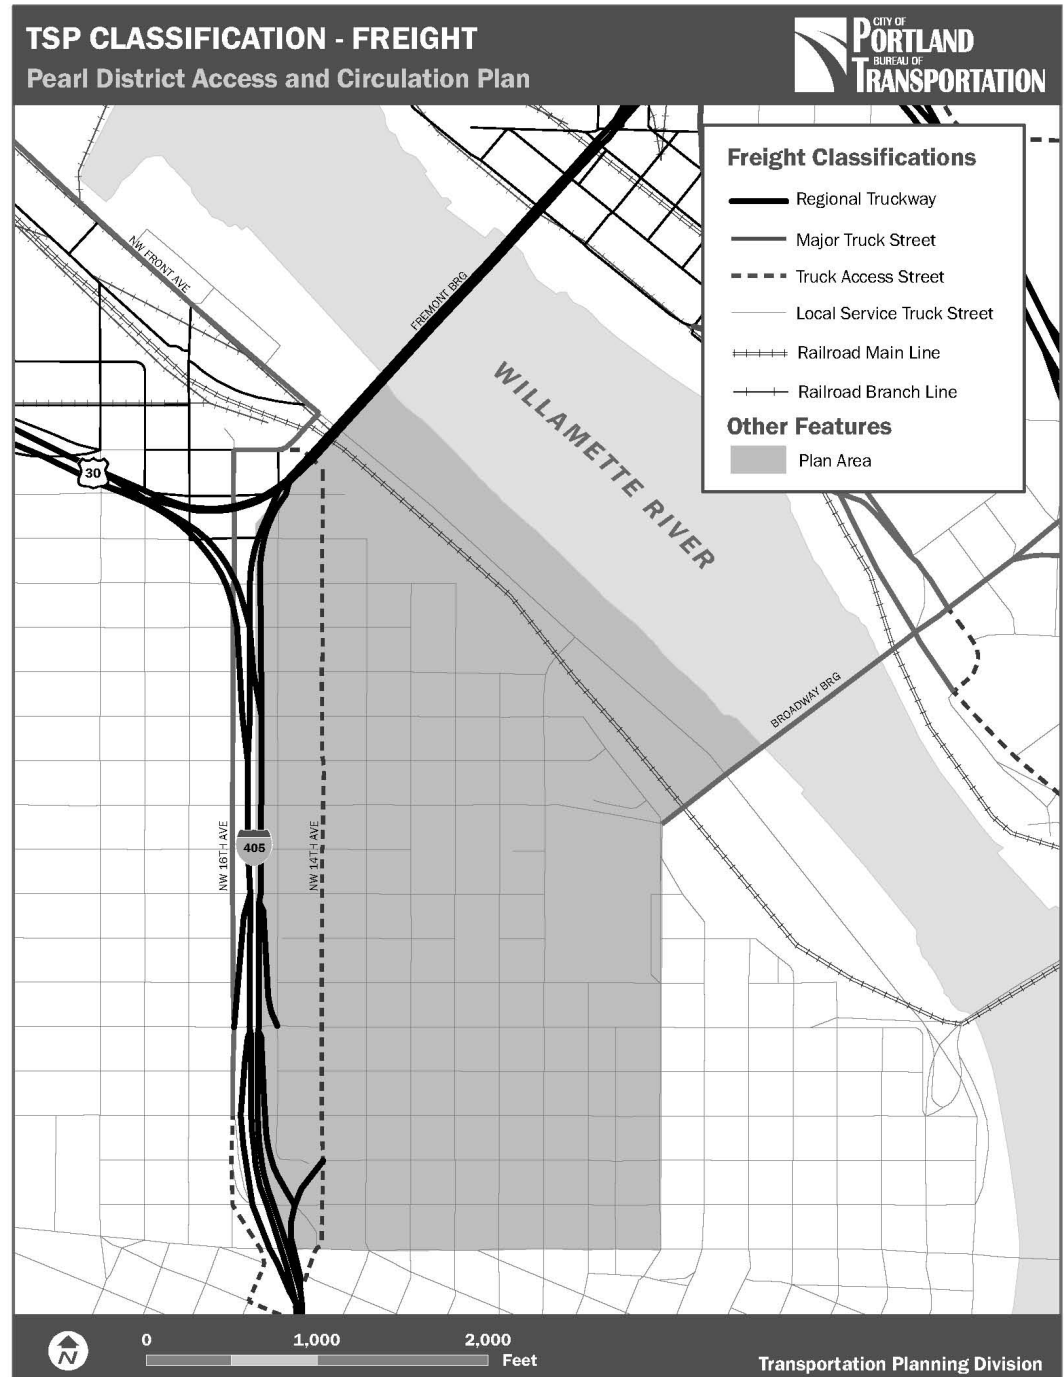 TSP CLASSIFICATION - FREIGHT
Pearl District Access and Circulation Plan
CITY OF
PORTLAND
BUREAU OF
TRANSPORTATION
Freight Classifications
Regional Truckway
Major Truck Street
Truck Access Street
Local Service Truck Street
Railroad Main Line
Railroad Branch Line
Other Features
Plan Area
NW FRONT AVE
FREMONT BRG
WILLAMETTE RIVER
30
BROADWAY BRG
NW 16TH AVE
405
NW 14TH AVE
N
0 1,000 2,000
Feet
Transportation Planning Division